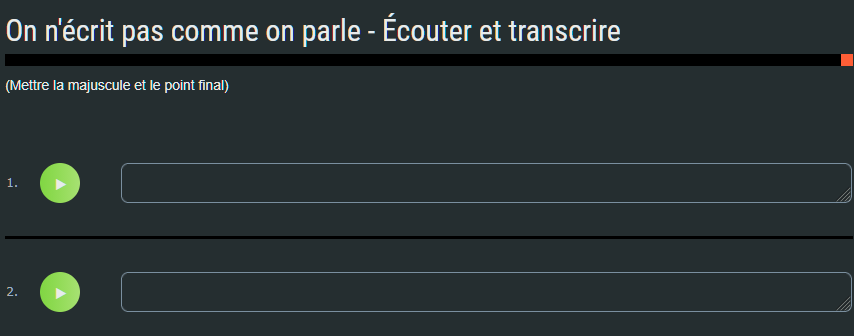 On n'écrit pas comme on parle - Écouter et transcrire
(Mettre la majuscule et le point final)
1.
2.